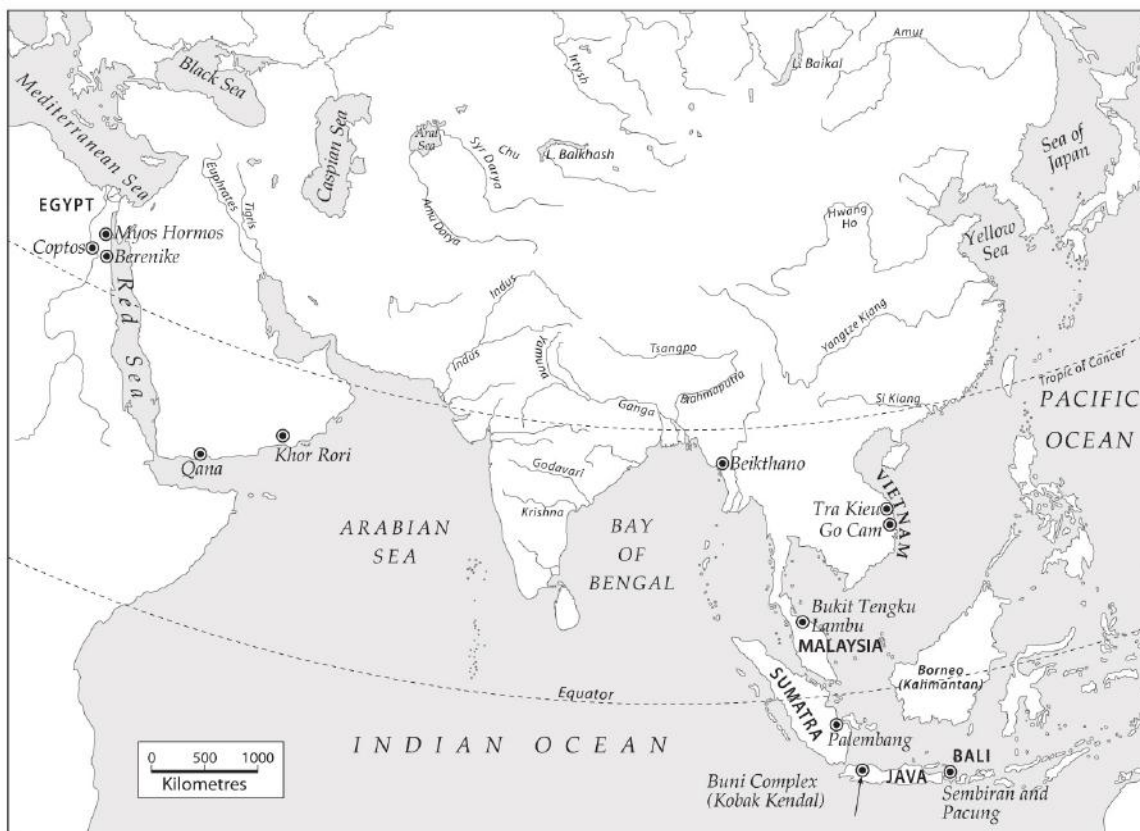 Amur
L. Baikal
Irtysh
Black Sea
Mediterranean Sea
Caspian Sea
Aral
Sea
Syr Darya
Chu
L. Balkhash
Sea of
Japan
Euphrates
Tigris
Amu Darya
EGYPT
Hwang
Ho
Yellow
Sea
Myos Hormos
Coptos
Berenike
Red Sea
Indus
Indus
Yamuna
Tsangpo
Yangtze Kiang
Brahmaputra
Tropic of Cancer
Ganga
Si Kiang
PACIFIC
OCEAN
Khor Rori
Qana
Godavari
Beikthano
Krishna
VIETNAM
Tra Kieu
Go Cam
ARABIAN
SEA
BAY
OF
BENGAL
Bukit Tengku
Lambu
MALAYSIA
Borneo
(Kalimantan)
SUMATRA
Equator
Palembang
INDIAN OCEAN
0 500 1000
Kilometres
BALI
JAVA
Buni Complex
(Kobak Kendal)
Sembiran and
Pacung